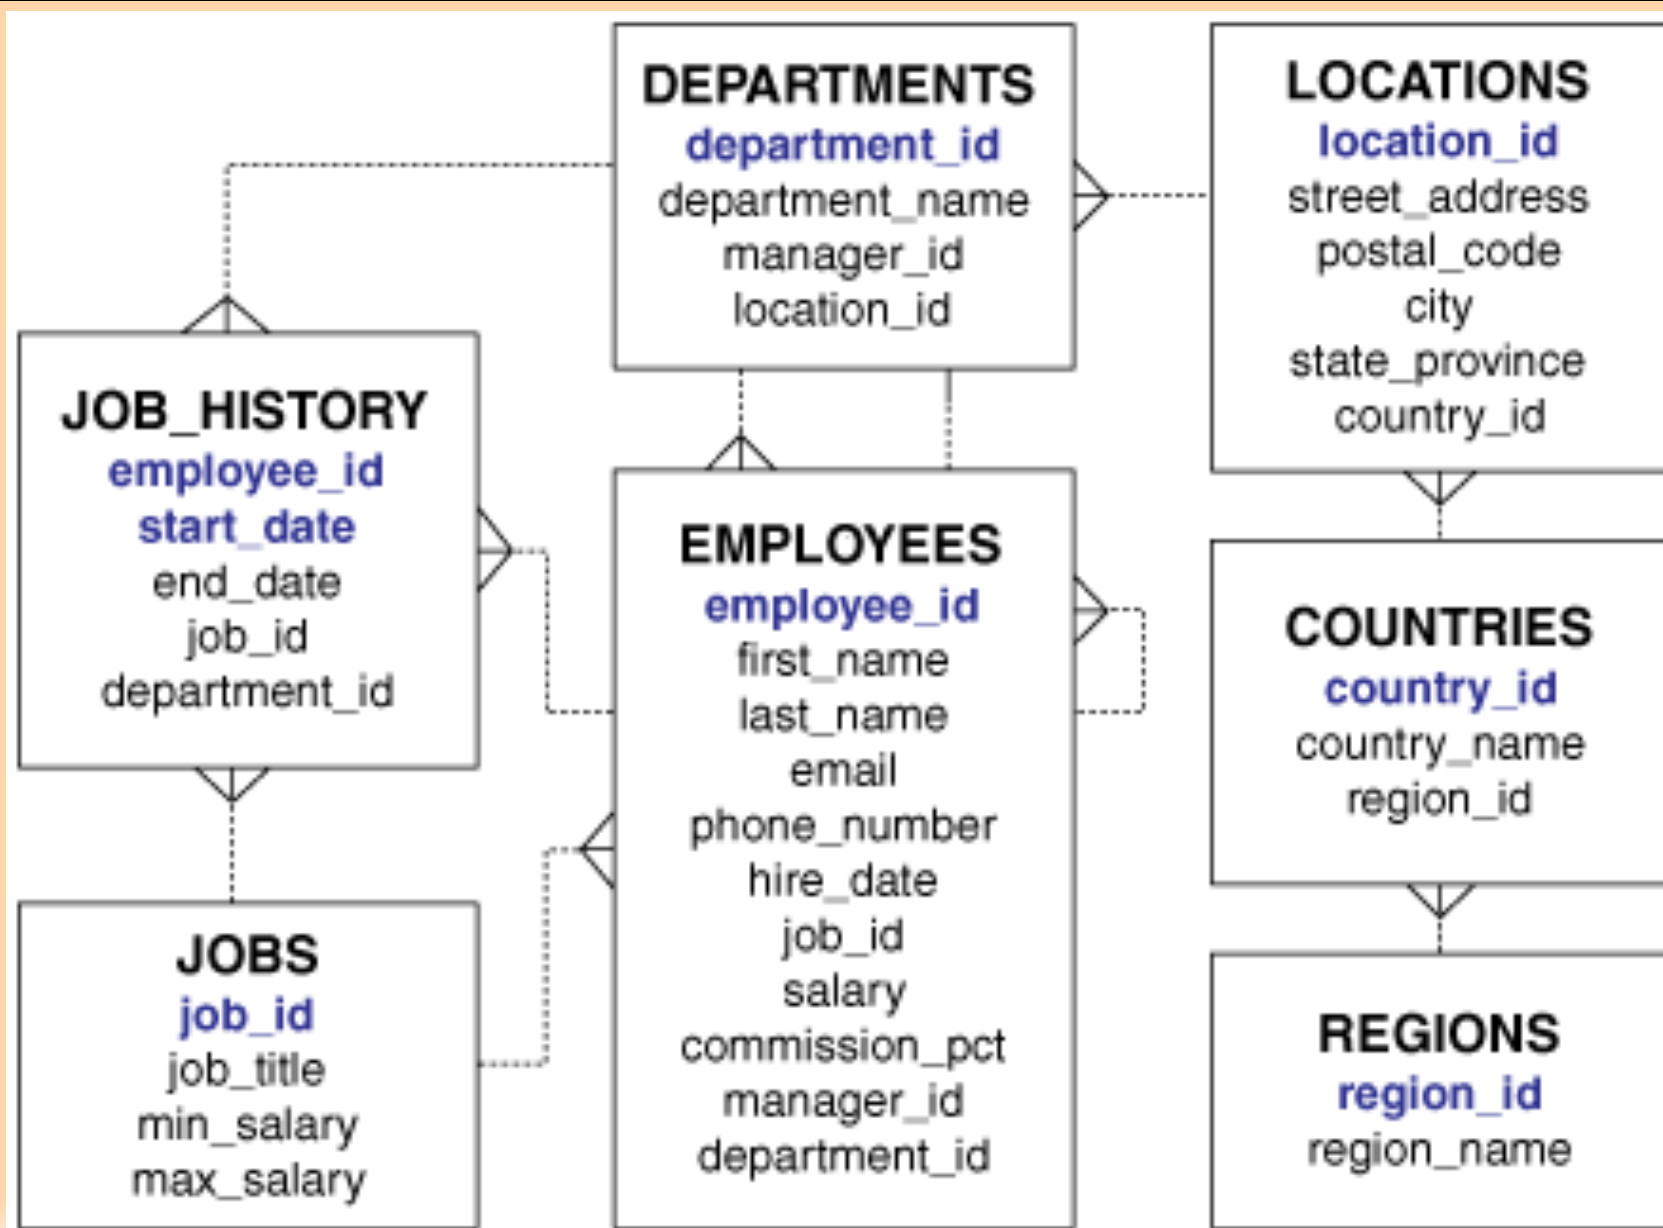 DEPARTMENTS
department_id
department_name
manager_id
location_id
LOCATIONS
location_id
street_address
postal_code
city
state_province
country_id
JOB_HISTORY
employee_id
start_date
end_date
job_id
department_id
EMPLOYEES
employee_id
first_name
last_name
email
phone_number
hire_date
job_id
salary
commission_pct
manager_id
department_id
COUNTRIES
country_id
country_name
region_id
JOBS
job_id
job_title
min_salary
max_salary
REGIONS
region_id
region_name